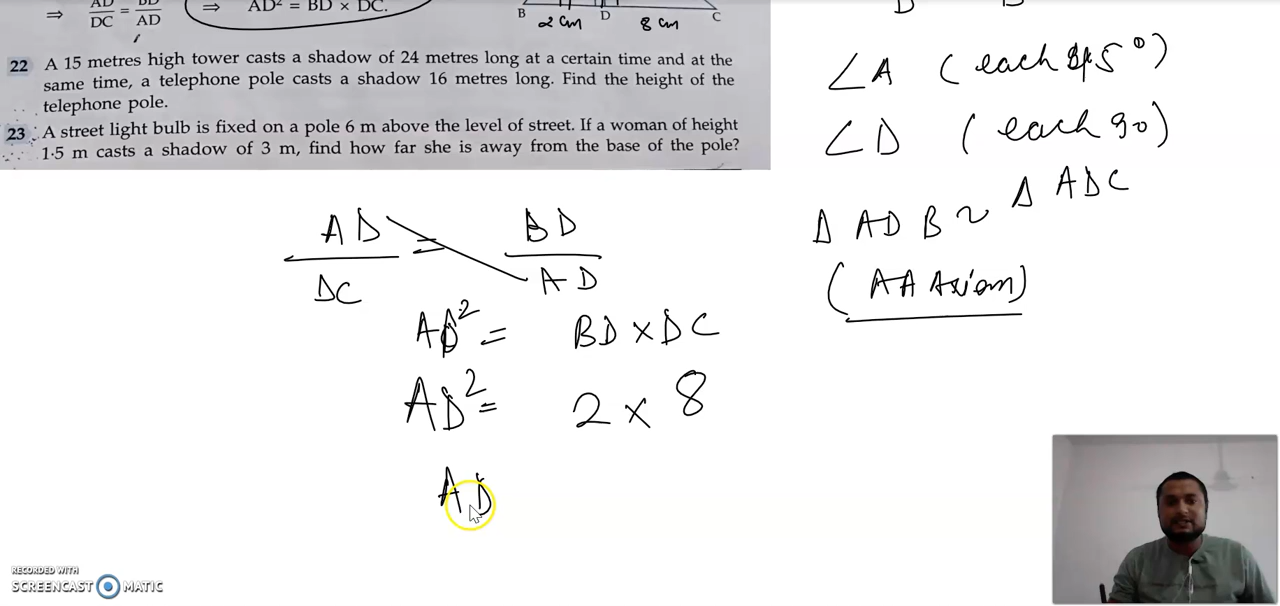 ⇒ AD/DC = BD/AD ⇒ AD² = BD × DC.
B 2 cm D 8 cm C
22 A 15 metres high tower casts a shadow of 24 metres long at a certain time and at the
same time, a telephone pole casts a shadow 16 metres long. Find the height of the
telephone pole.
23 A street light bulb is fixed on a pole 6 m above the level of street. If a woman of height
1·5 m casts a shadow of 3 m, find how far she is away from the base of the pole?
AD/DC = BD/AD
AD² = BD × DC
AD² = 2 × 8
AD
∠A (each 45°)
∠D (each 90)
Δ ADB ~ Δ ADC
(AA Axiom)
RECORDED WITH
SCREENCAST MATIC